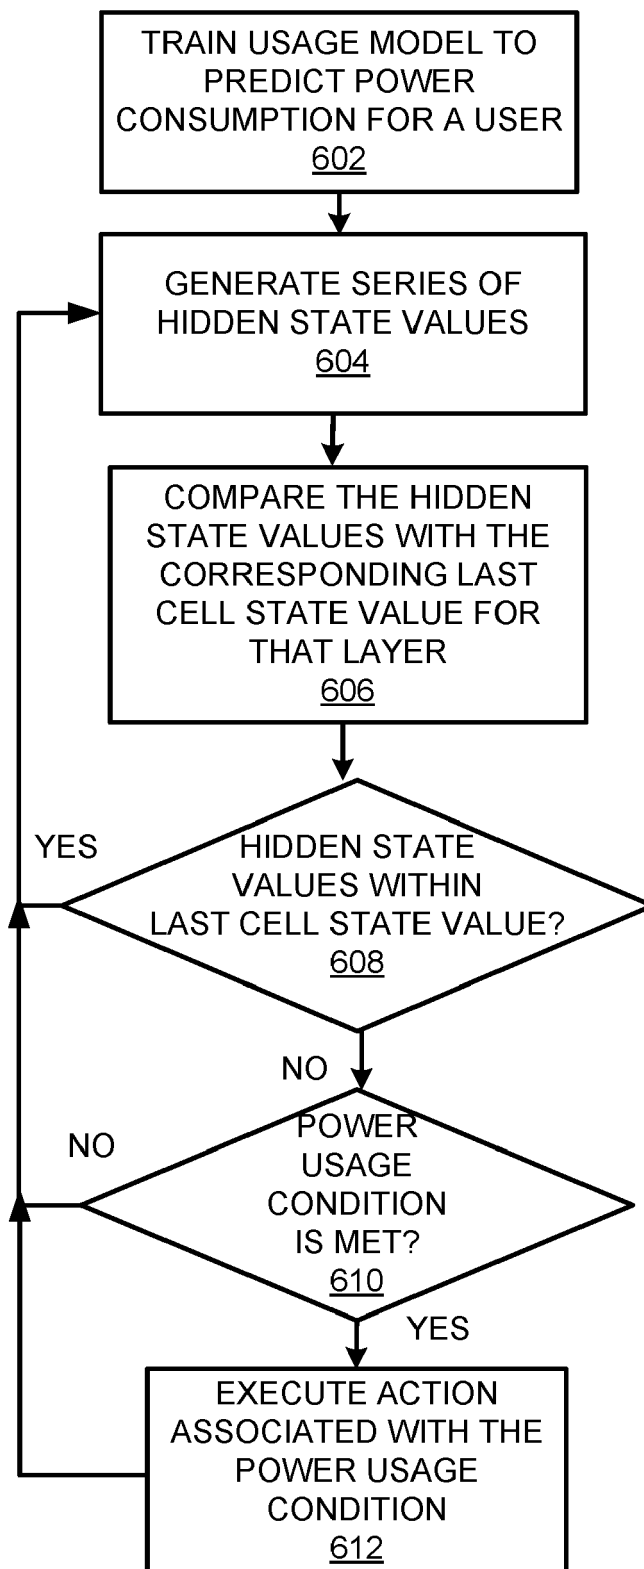 TRAIN USAGE MODEL TO
PREDICT POWER
CONSUMPTION FOR A USER
602
GENERATE SERIES OF
HIDDEN STATE VALUES
604
COMPARE THE HIDDEN
STATE VALUES WITH THE
CORRESPONDING LAST
CELL STATE VALUE FOR
THAT LAYER
606
YES
HIDDEN STATE
VALUES WITHIN
LAST CELL STATE VALUE?
608
NO
NO
POWER
USAGE
CONDITION
IS MET?
610
YES
EXECUTE ACTION
ASSOCIATED WITH THE
POWER USAGE
CONDITION
612